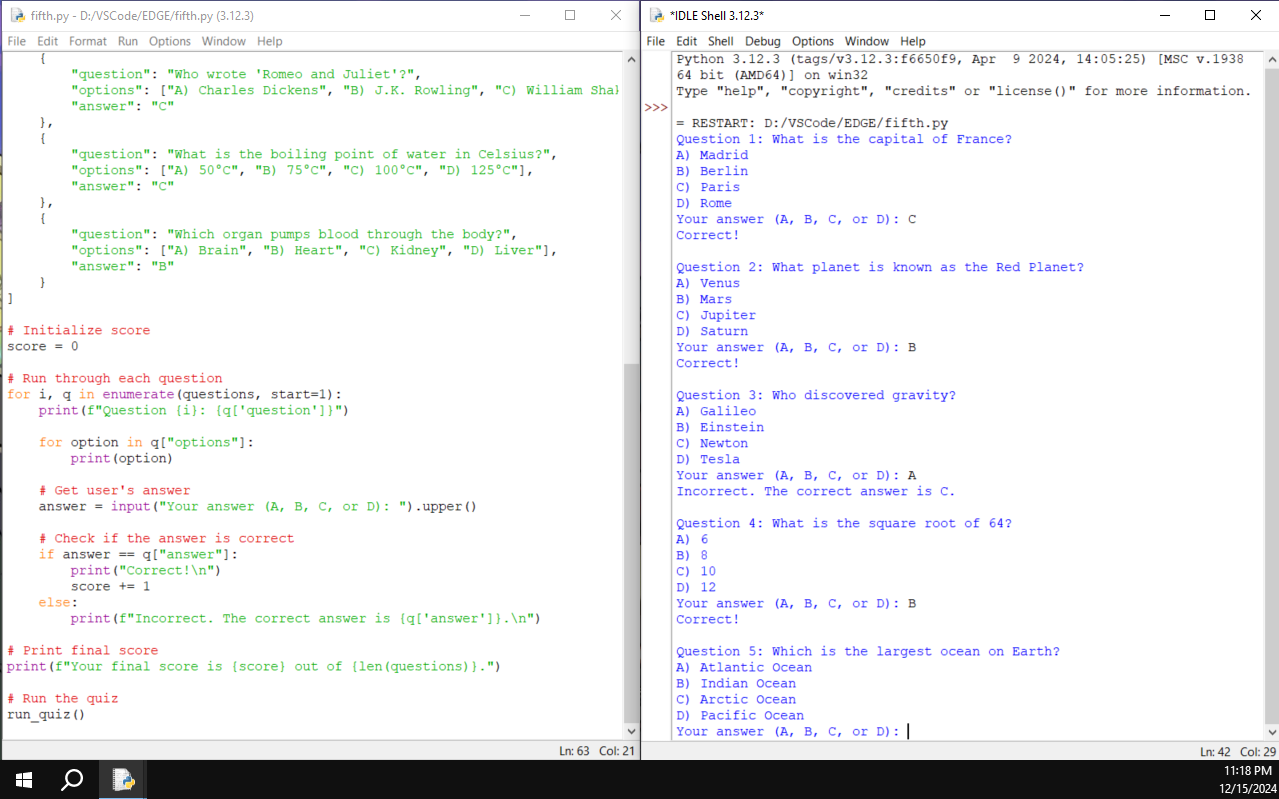 fifth.py - D:/VSCode/EDGE/fifth.py (3.12.3)
File Edit Format Run Options Window Help
    {
        "question": "Who wrote 'Romeo and Juliet'?",
        "options": ["A) Charles Dickens", "B) J.K. Rowling", "C) William Shak
        "answer": "C"
    },
    {
        "question": "What is the boiling point of water in Celsius?",
        "options": ["A) 50°C", "B) 75°C", "C) 100°C", "D) 125°C"],
        "answer": "C"
    },
    {
        "question": "Which organ pumps blood through the body?",
        "options": ["A) Brain", "B) Heart", "C) Kidney", "D) Liver"],
        "answer": "B"
    }
]
# Initialize score
score = 0
# Run through each question
for i, q in enumerate(questions, start=1):
    print(f"Question {i}: {q['question']}")
    for option in q["options"]:
        print(option)
    # Get user's answer
    answer = input("Your answer (A, B, C, or D): ").upper()
    # Check if the answer is correct
    if answer == q["answer"]:
        print("Correct!\n")
        score += 1
    else:
        print(f"Incorrect. The correct answer is {q['answer']}.\n")
# Print final score
print(f"Your final score is {score} out of {len(questions)}.")
# Run the quiz
run_quiz()
Ln: 63 Col: 21
*IDLE Shell 3.12.3*
File Edit Shell Debug Options Window Help
Python 3.12.3 (tags/v3.12.3:f6650f9, Apr  9 2024, 14:05:25) [MSC v.1938
64 bit (AMD64)] on win32
Type "help", "copyright", "credits" or "license()" for more information.
>>>
= RESTART: D:/VSCode/EDGE/fifth.py
Question 1: What is the capital of France?
A) Madrid
B) Berlin
C) Paris
D) Rome
Your answer (A, B, C, or D): C
Correct!
Question 2: What planet is known as the Red Planet?
A) Venus
B) Mars
C) Jupiter
D) Saturn
Your answer (A, B, C, or D): B
Correct!
Question 3: Who discovered gravity?
A) Galileo
B) Einstein
C) Newton
D) Tesla
Your answer (A, B, C, or D): A
Incorrect. The correct answer is C.
Question 4: What is the square root of 64?
A) 6
B) 8
C) 10
D) 12
Your answer (A, B, C, or D): B
Correct!
Question 5: Which is the largest ocean on Earth?
A) Atlantic Ocean
B) Indian Ocean
C) Arctic Ocean
D) Pacific Ocean
Your answer (A, B, C, or D):
Ln: 42 Col: 29
11:18 PM
12/15/2024